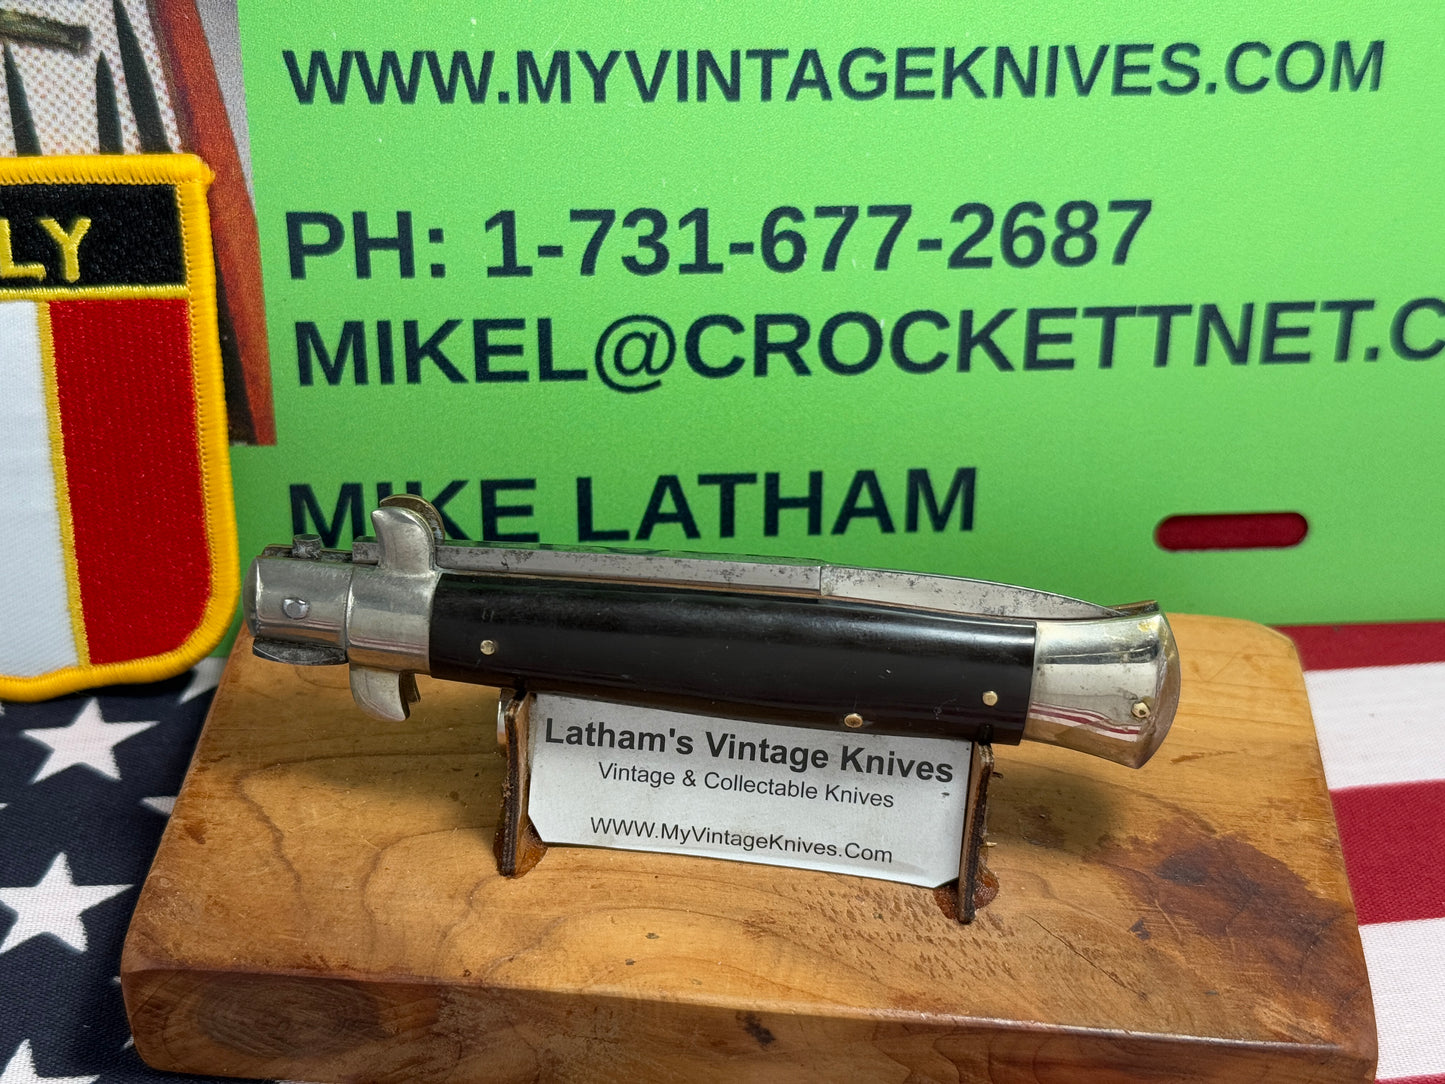 WWW.MYVINTAGEKNIVES.COM
LY
PH: 1-731-677-2687
MIKEL@CROCKETTNET.C
MIKE LATHAM
Latham's Vintage Knives
Vintage & Collectable Knives
WWW.MyVintageKnives.Com